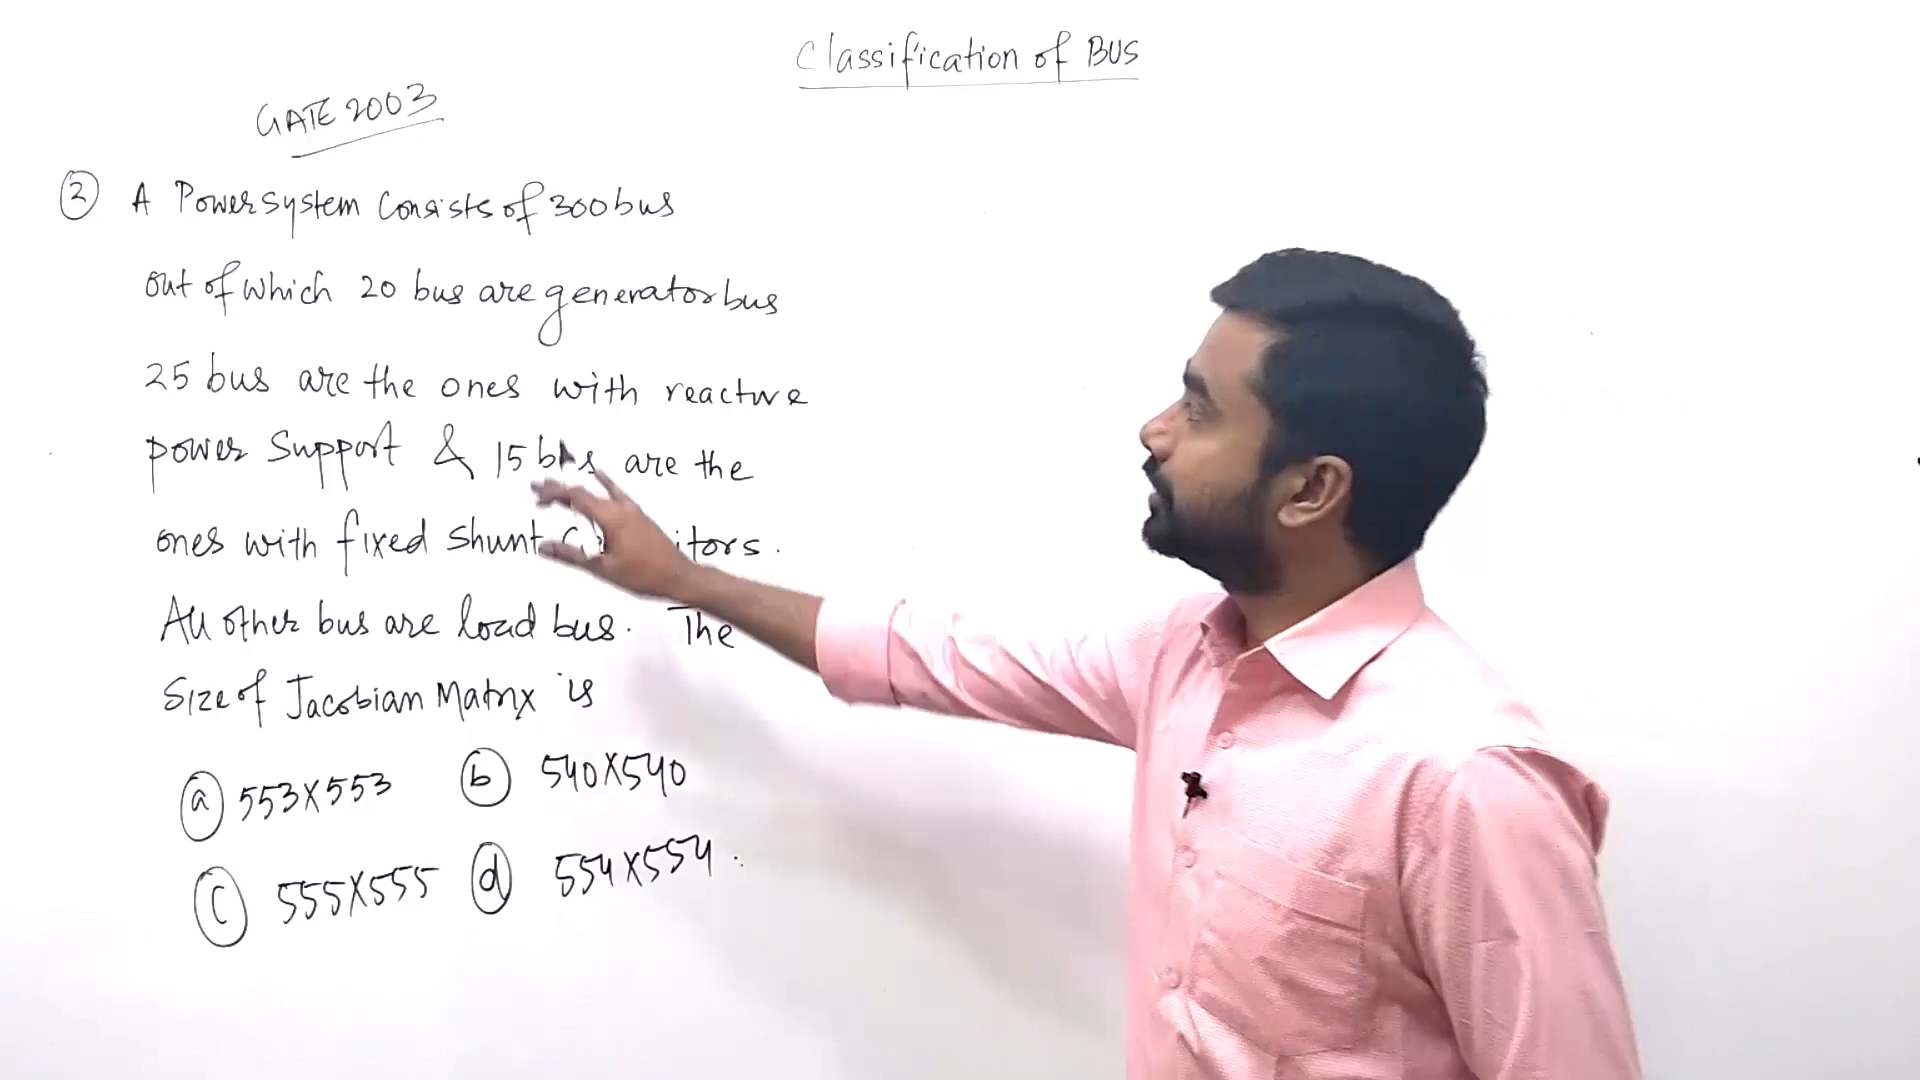 Classification of BUS
GATE 2003
2 A Power system consists of 300 bus
out of which 20 bus are generator bus
25 bus are the ones with reactive
power support & 15 bus are the
ones with fixed shunt itors.
All other bus are load bus. The
Size of Jacobian Matrix is
a 553X553 b 540X540
c 555X555 d 554X554.